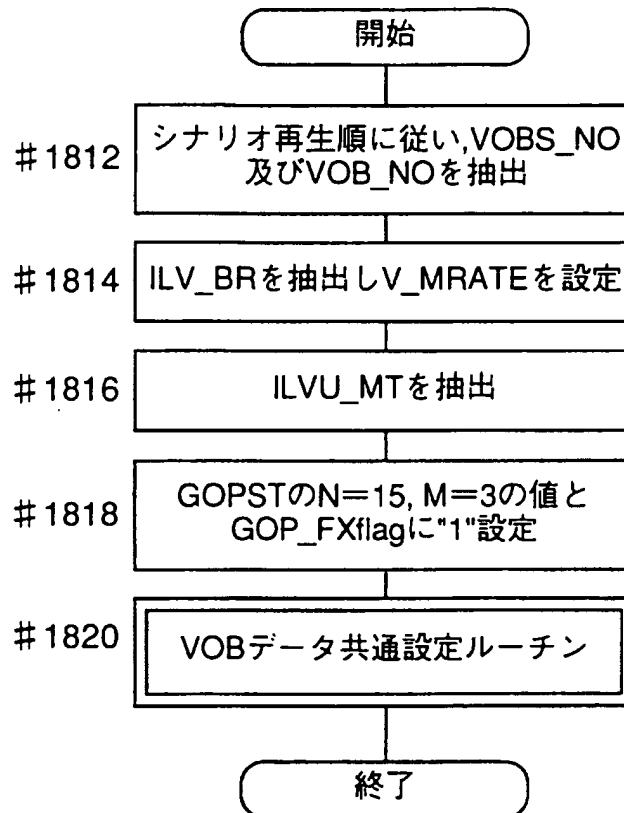 開始
#1812
シナリオ再生順に従い,VOBS_NO
及びVOB_NOを抽出
#1814
ILV_BRを抽出しV_MRATEを設定
#1816
ILVU_MTを抽出
#1818
GOPSTのN=15, M=3の値と
GOP_FXflagに"1"設定
#1820
VOBデータ共通設定ルーチン
終了